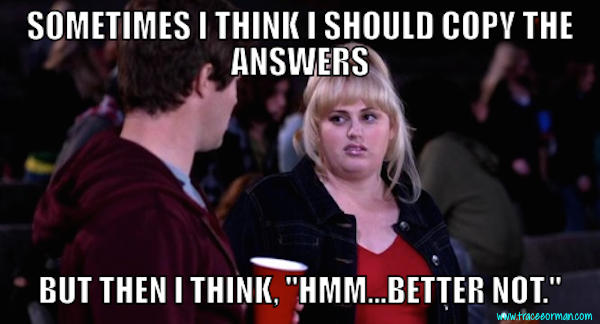 SOMETIMES I THINK I SHOULD COPY THE
ANSWERS
BUT THEN I THINK, "HMM...BETTER NOT."
www.traceeorman.com